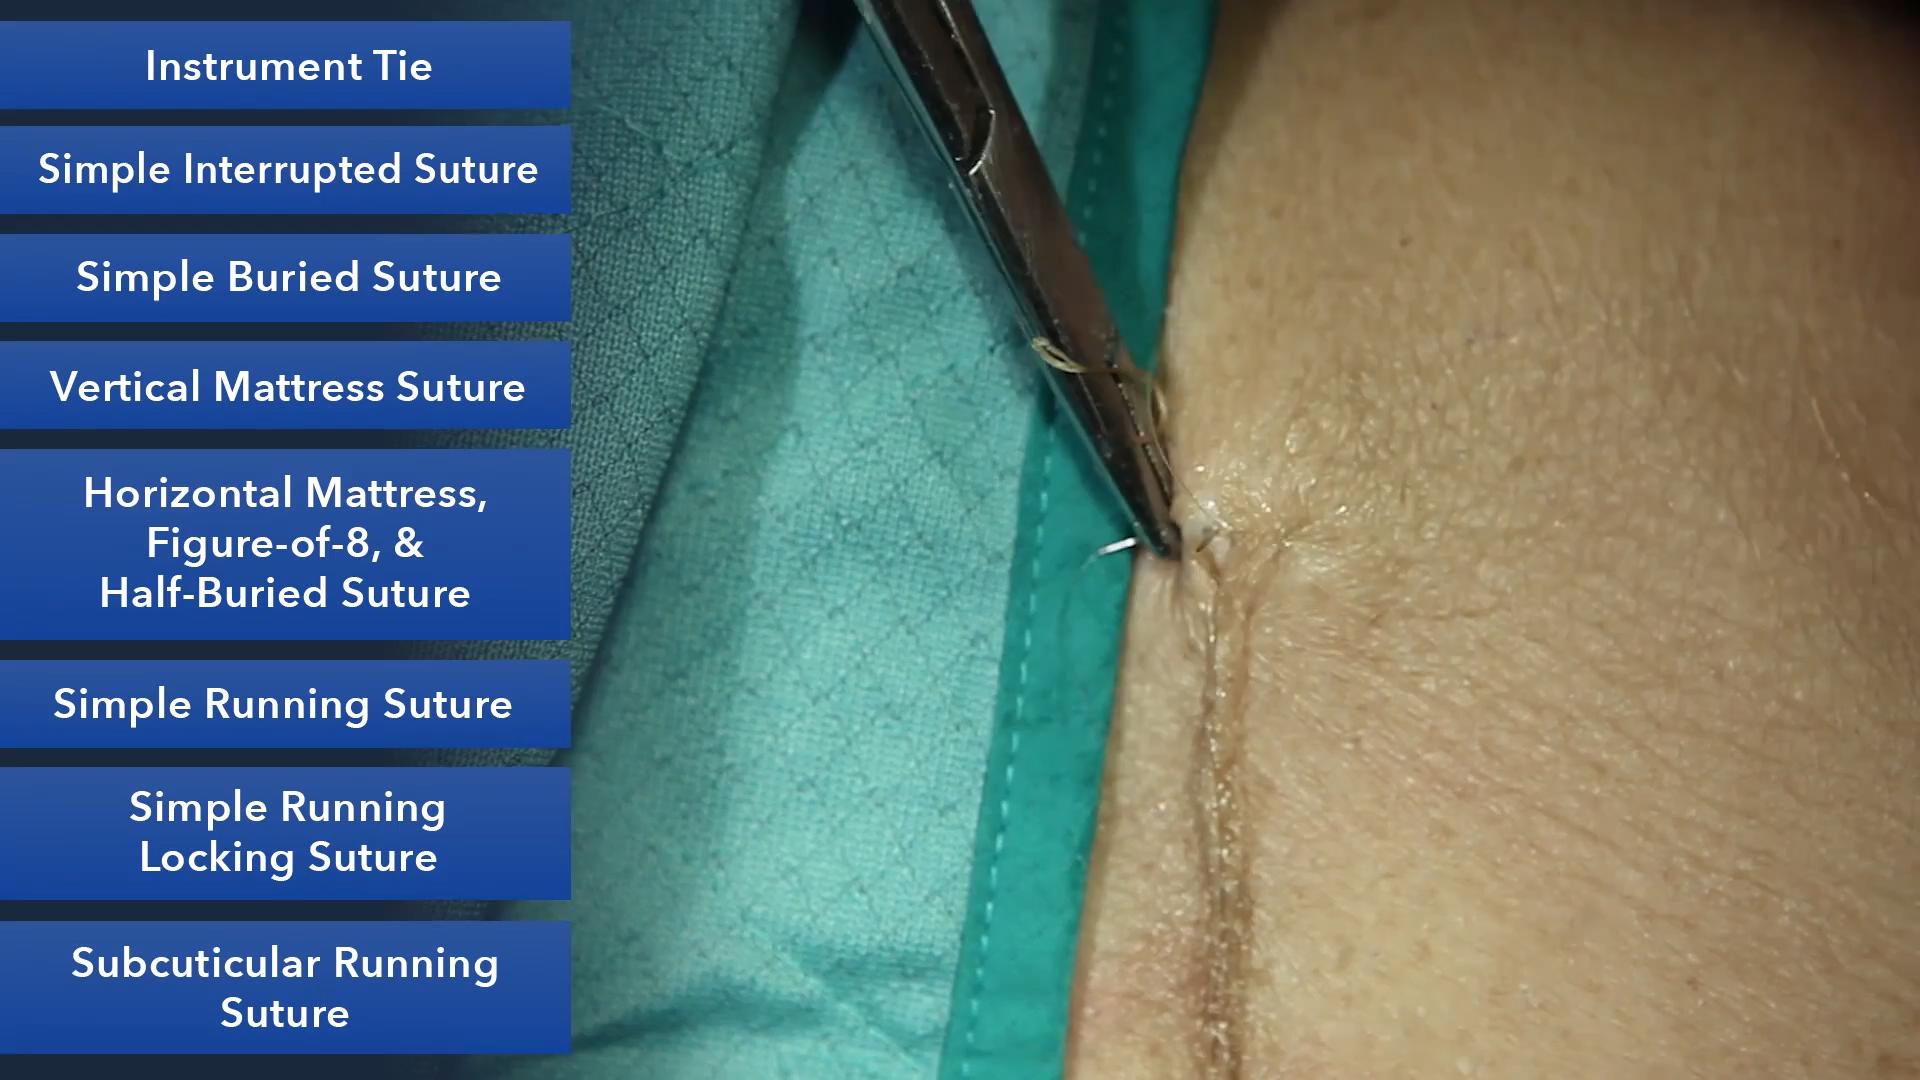 Instrument Tie
Simple Interrupted Suture
Simple Buried Suture
Vertical Mattress Suture
Horizontal Mattress,
Figure-of-8, &
Half-Buried Suture
Simple Running Suture
Simple Running
Locking Suture
Subcuticular Running
Suture